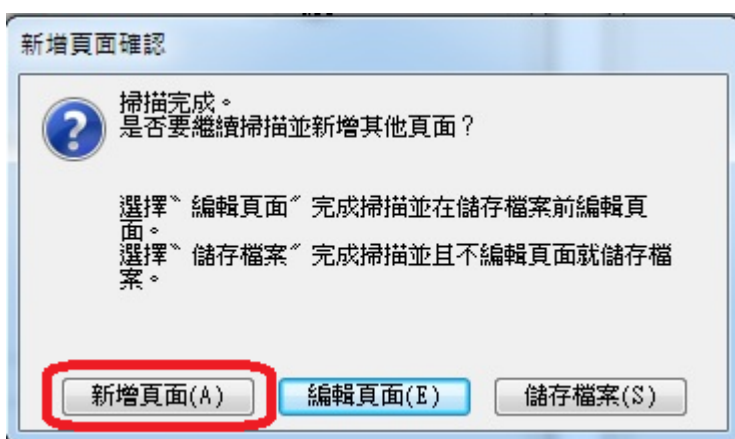 新增頁面確認
掃描完成。
是否要繼續掃描並新增其他頁面？
選擇〝編輯頁面〞完成掃描並在儲存檔案前編輯頁
面。
選擇〝儲存檔案〞完成掃描並且不編輯頁面就儲存檔
案。
新增頁面(A)
編輯頁面(E)
儲存檔案(S)